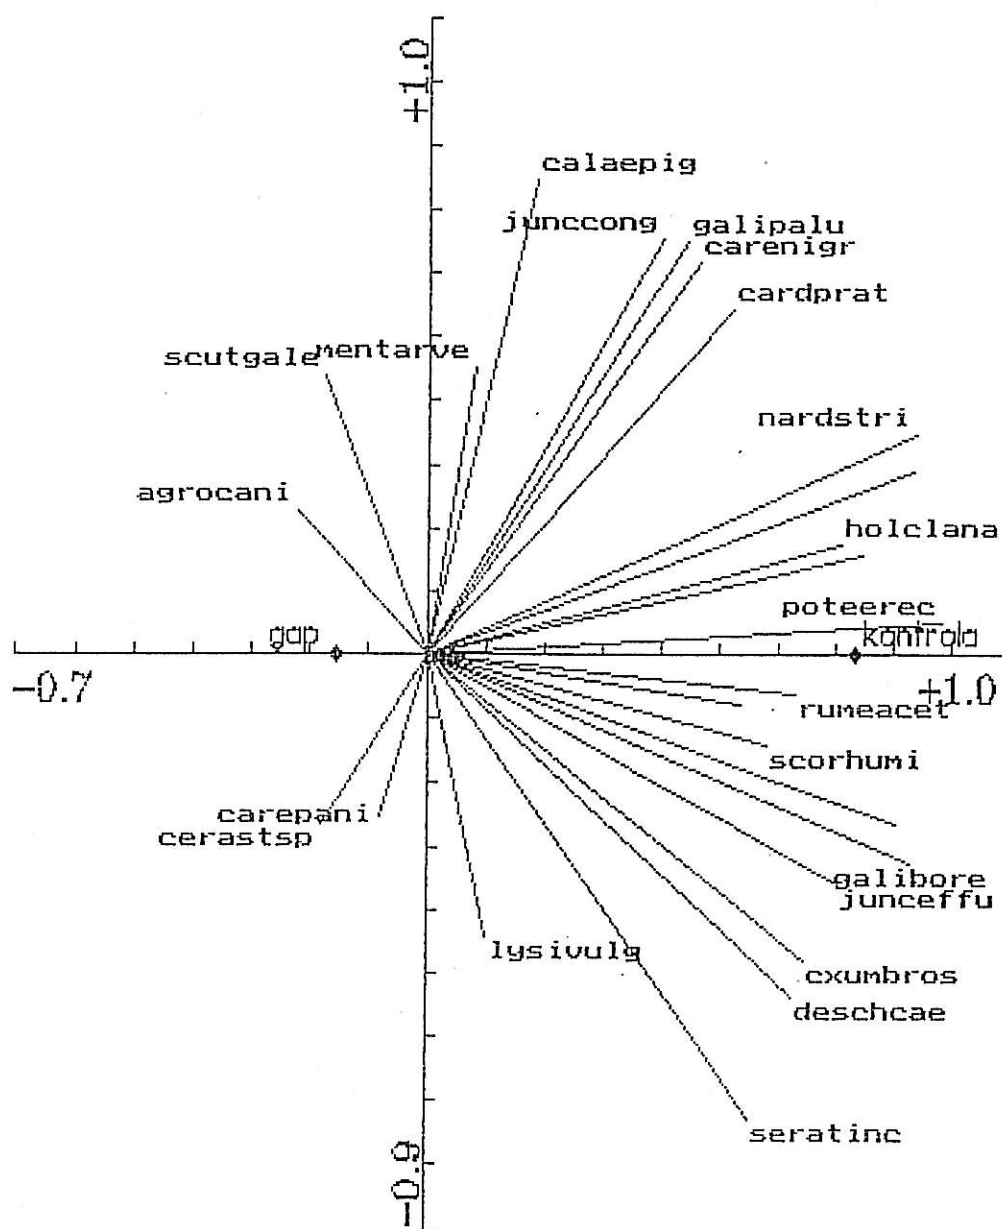 +1.0
calaepig
junccong
galipalu
carenigr
cardprat
mentarve
scutgale
nardstri
agrocani
holclana
poteerec
gap
kontrola
-0.7
+1.0
rumeacet
scorhumi
carepani
cerastsp
galibore
junceffu
lysivulg
cxumbros
deschcae
seratinc
-0.9